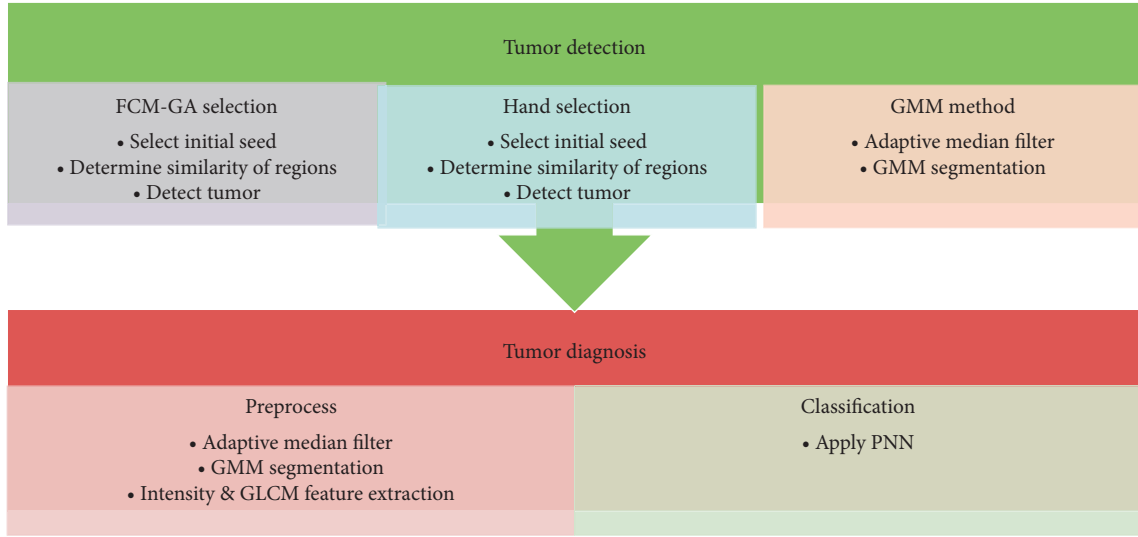 Tumor detection
FCM-GA selection
• Select initial seed
• Determine similarity of regions
• Detect tumor
Hand selection
• Select initial seed
• Determine similarity of regions
• Detect tumor
GMM method
• Adaptive median filter
• GMM segmentation
Tumor diagnosis
Preprocess
• Adaptive median filter
• GMM segmentation
• Intensity & GLCM feature extraction
Classification
• Apply PNN